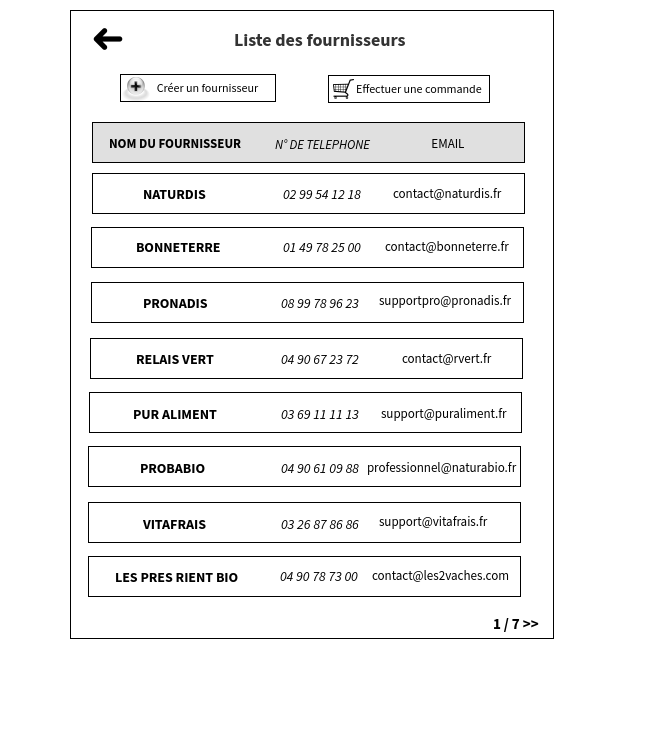 Liste des fournisseurs
Créer un fournisseur
Effectuer une commande
NOM DU FOURNISSEUR N° DE TELEPHONE EMAIL
NATURDIS 02 99 54 12 18 contact@naturdis.fr
BONNETERRE 01 49 78 25 00 contact@bonneterre.fr
PRONADIS 08 99 78 96 23 supportpro@pronadis.fr
RELAIS VERT 04 90 67 23 72 contact@rvert.fr
PUR ALIMENT 03 69 11 11 13 support@puraliment.fr
PROBABIO 04 90 61 09 88 professionnel@naturabio.fr
VITAFRAIS 03 26 87 86 86 support@vitafrais.fr
LES PRES RIENT BIO 04 90 78 73 00 contact@les2vaches.com
1 / 7 >>